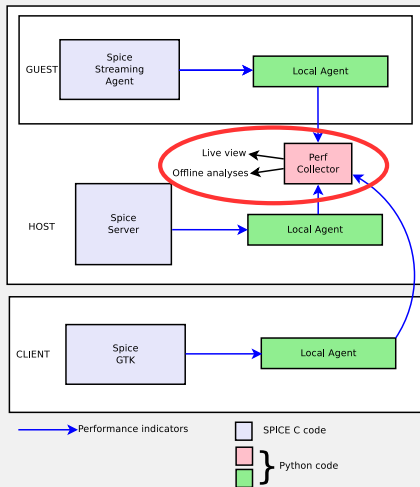 Spice
Streaming
Agent
GUEST
Local Agent
Live view
Perf
Collector
Offline analyses
Spice
Server
HOST
Local Agent
Spice
GTK
CLIENT
Local Agent
Performance indicators
SPICE C code
Python code